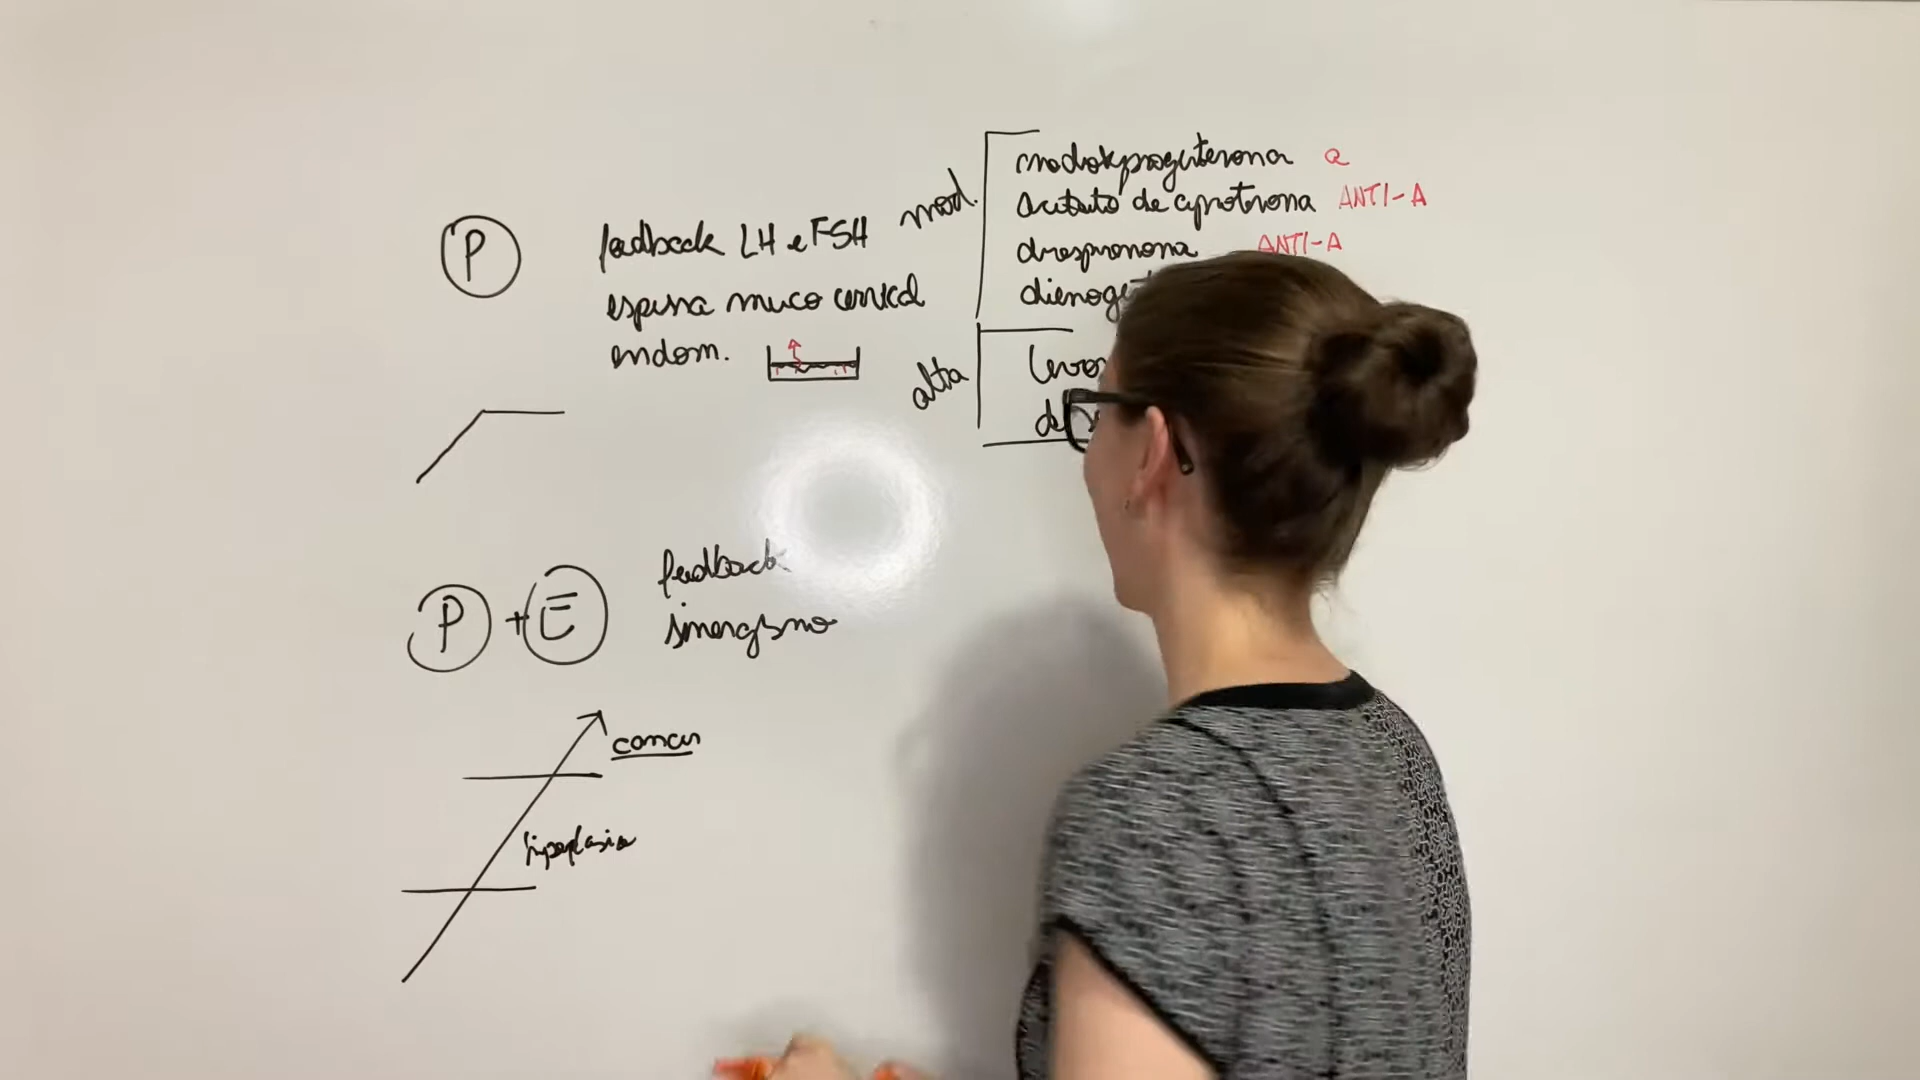 P
feedback LH e FSH
espessa muco cervical
endom.
mod.
medroxiprogesterona a
acetato de ciproterona ANTI-A
drospirenona ANTI-A
alta
P + E
feedback
sinergismo
cancer
hiperplasia